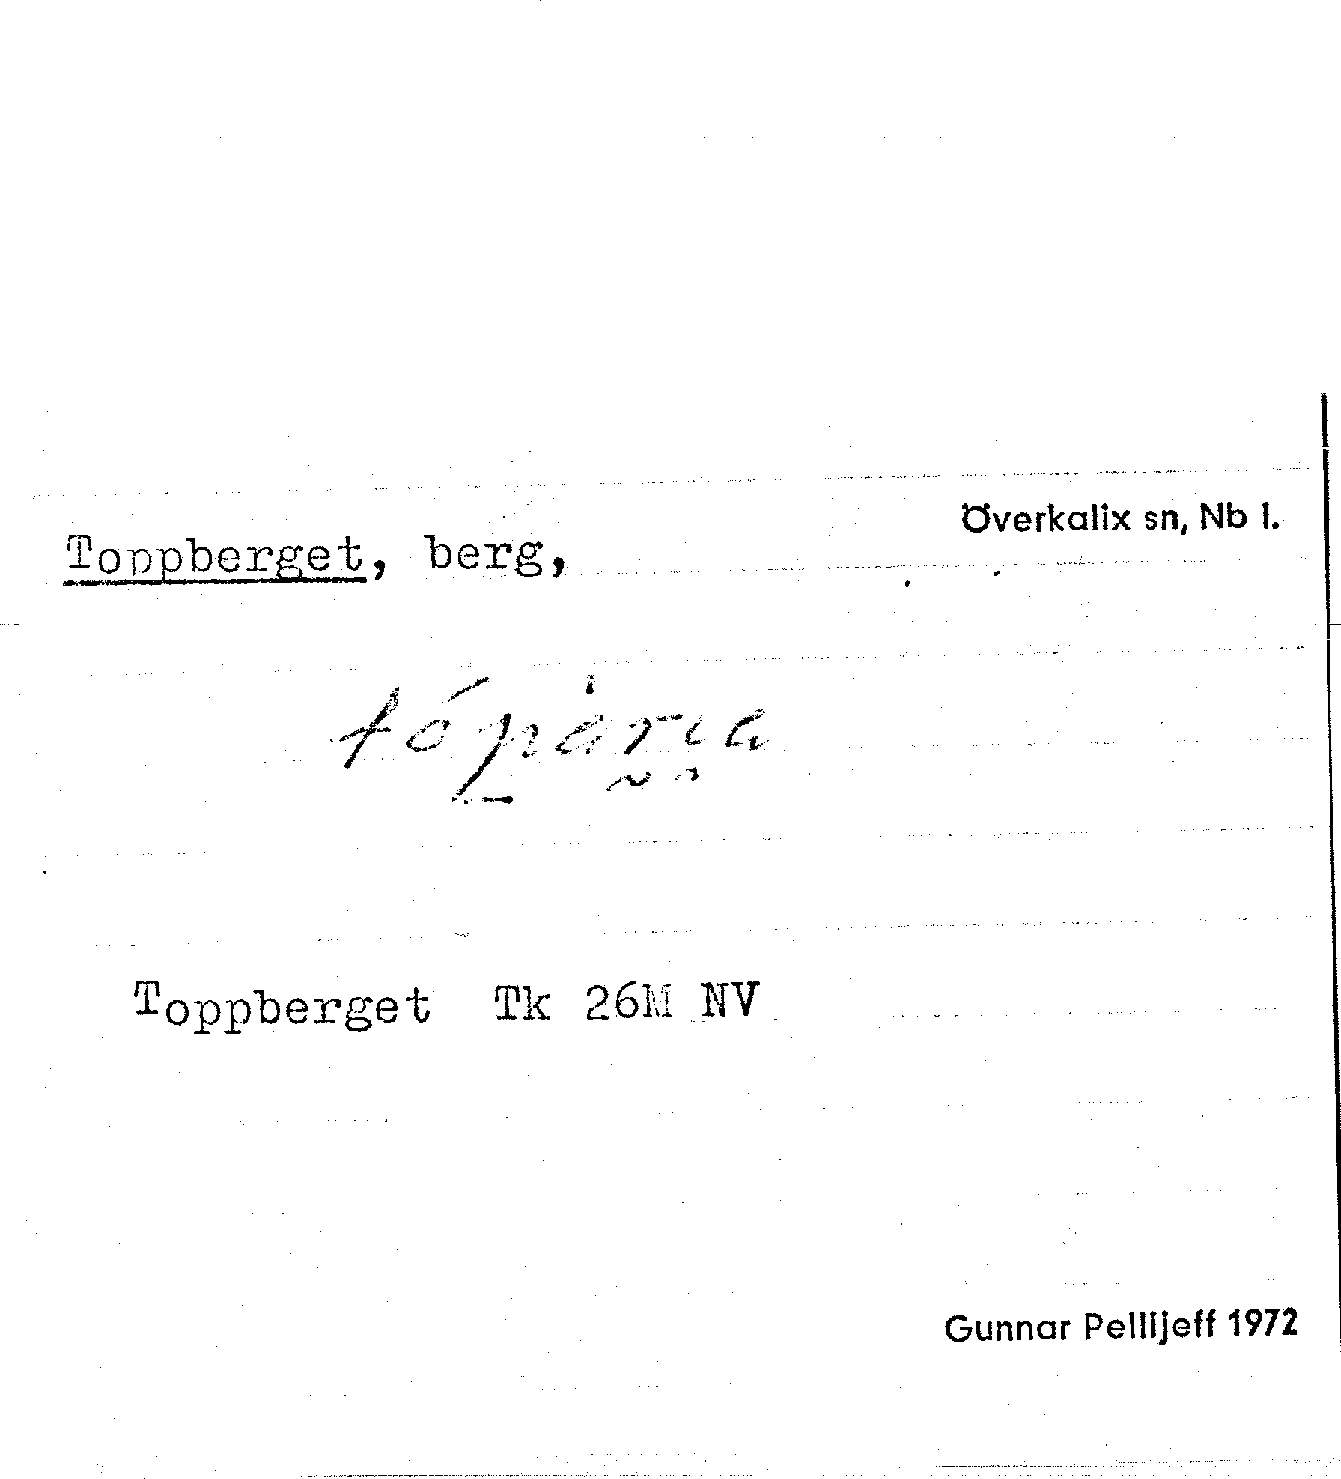 Överkalix sn, Nb l.
Toppberget, berg,
Toppberget Tk 26M NV
Gunnar Pellijeff 1972